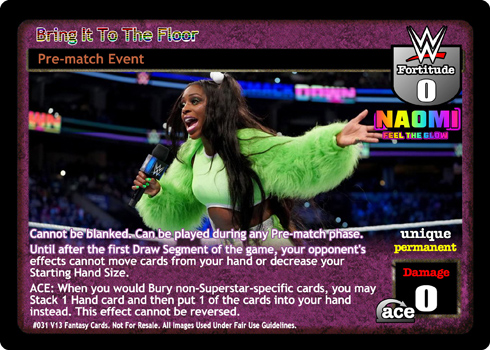 Bring It To The Floor
Pre-match Event
W
Fortitude
0
NAOMI
FEEL THE GLOW
DOWN
Cannot be blanked. Can be played during any Pre-match phase.
Until after the first Draw Segment of the game, your opponent's
effects cannot move cards from your hand or decrease your
Starting Hand Size.
ACE: When you would Bury non-Superstar-specific cards, you may
Stack 1 Hand card and then put 1 of the cards into your hand
instead. This effect cannot be reversed.
unique
permanent
Damage
0
ace
#031 V13 Fantasy Cards. Not For Resale. All Images Used Under Fair Use Guidelines.